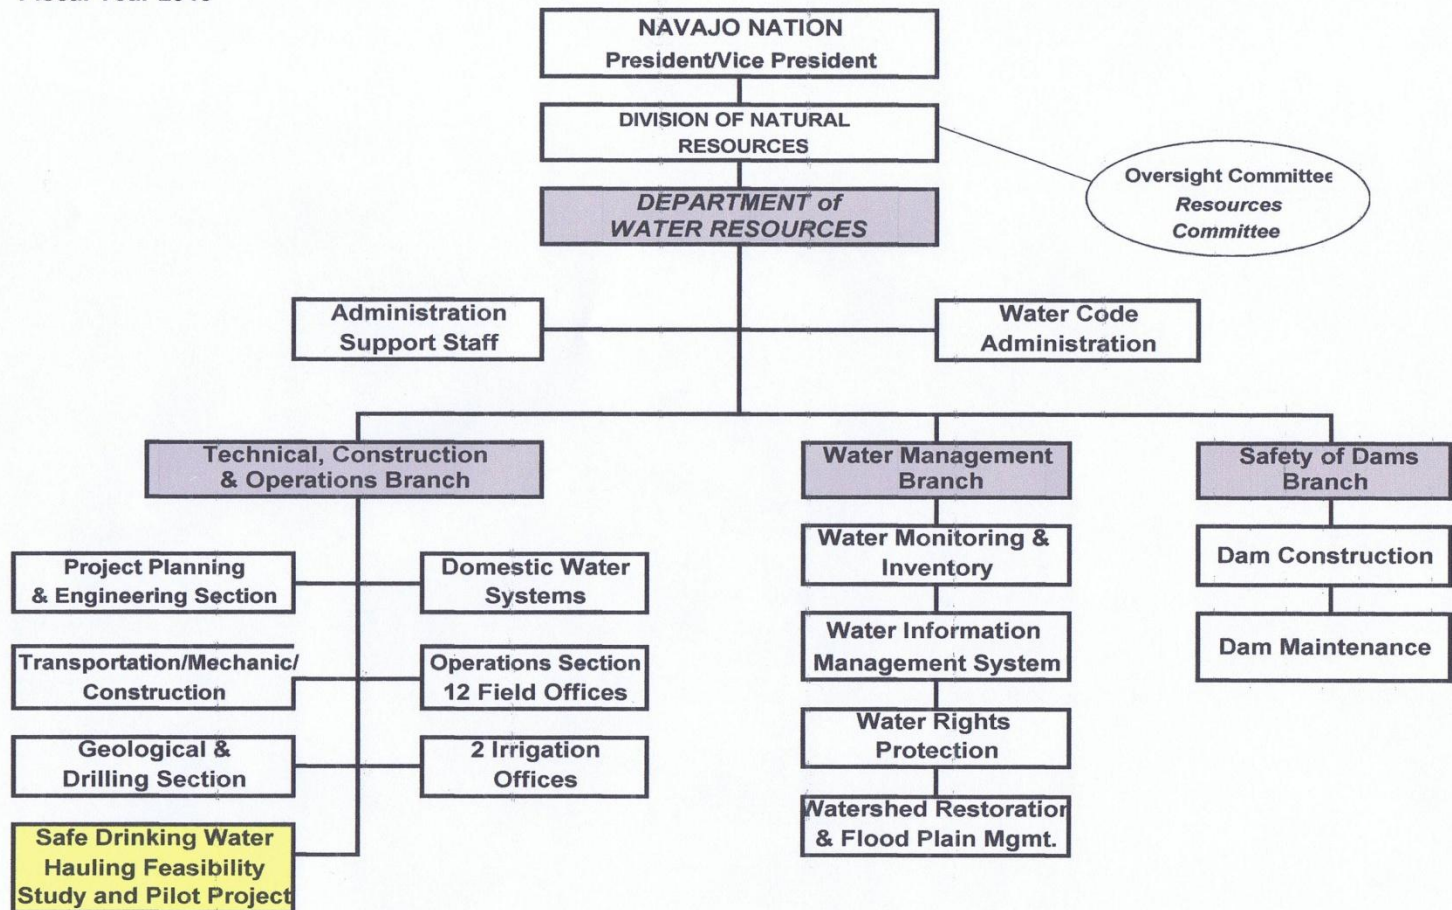 NAVAJO NATION
President/Vice President
DIVISION OF NATURAL
RESOURCES
Oversight Committee
Resources
Committee
DEPARTMENT of
WATER RESOURCES
Administration
Support Staff
Water Code
Administration
Technical, Construction
& Operations Branch
Water Management
Branch
Safety of Dams
Branch
Project Planning
& Engineering Section
Domestic Water
Systems
Water Monitoring &
Inventory
Dam Construction
Transportation/Mechanic/
Construction
Operations Section
12 Field Offices
Water Information
Management System
Dam Maintenance
Geological &
Drilling Section
2 Irrigation
Offices
Water Rights
Protection
Watershed Restoration
& Flood Plain Mgmt.
Safe Drinking Water
Hauling Feasibility
Study and Pilot Project